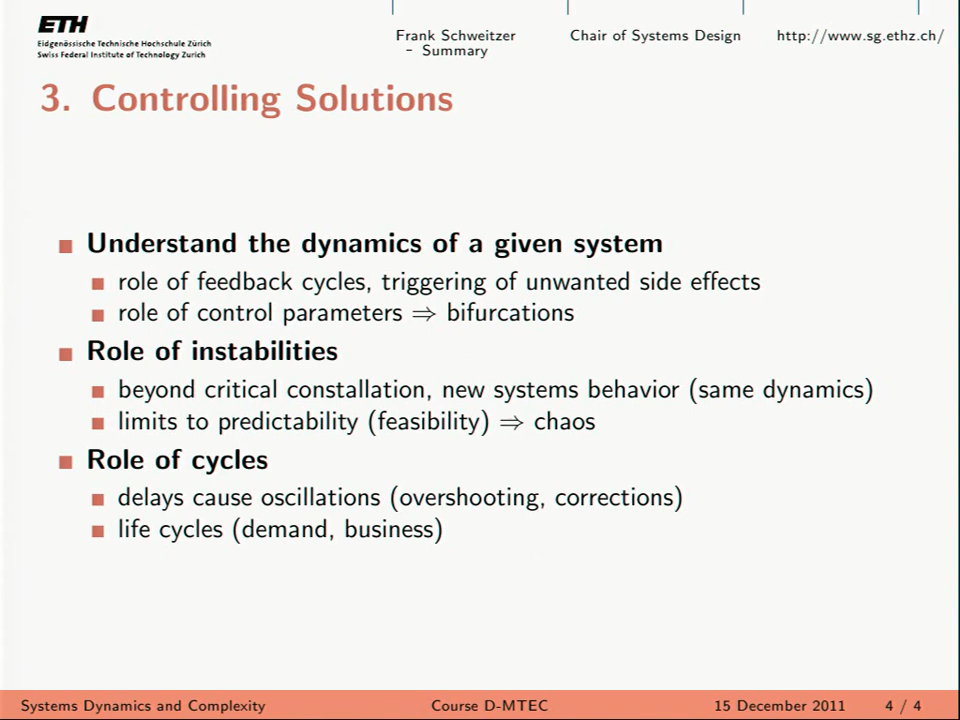 ETH
Eidgenössische Technische Hochschule Zürich
Swiss Federal Institute of Technology Zurich
Frank Schweitzer
– Summary
Chair of Systems Design
http://www.sg.ethz.ch/
3. Controlling Solutions
Understand the dynamics of a given system
role of feedback cycles, triggering of unwanted side effects
role of control parameters ⇒ bifurcations
Role of instabilities
beyond critical constallation, new systems behavior (same dynamics)
limits to predictability (feasibility) ⇒ chaos
Role of cycles
delays cause oscillations (overshooting, corrections)
life cycles (demand, business)
Systems Dynamics and Complexity
Course D-MTEC
15 December 2011
4 / 4